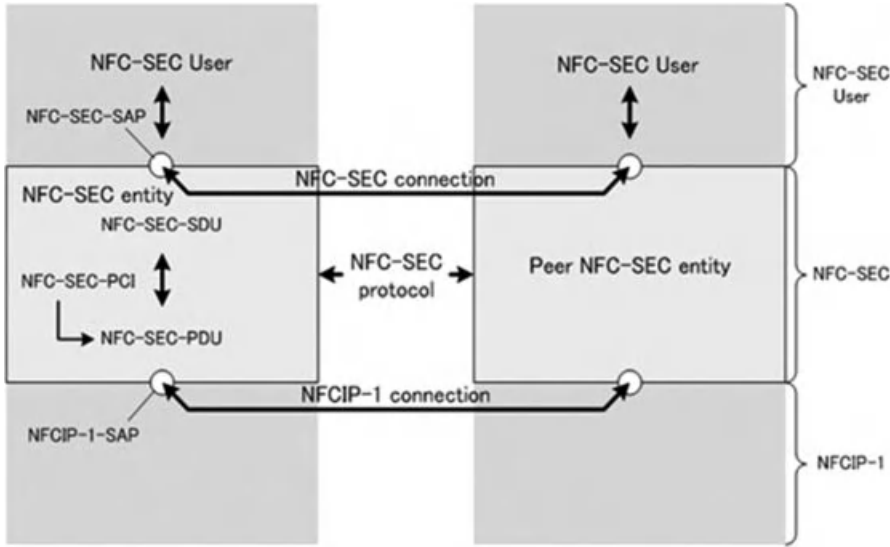 NFC-SEC User
NFC-SEC User
NFC-SEC
User
NFC-SEC-SAP
NFC-SEC connection
NFC-SEC entity
NFC-SEC-SDU
NFC-SEC-PCI
NFC-SEC-PDU
NFC-SEC
protocol
Peer NFC-SEC entity
NFC-SEC
NFCIP-1 connection
NFCIP-1-SAP
NFCIP-1